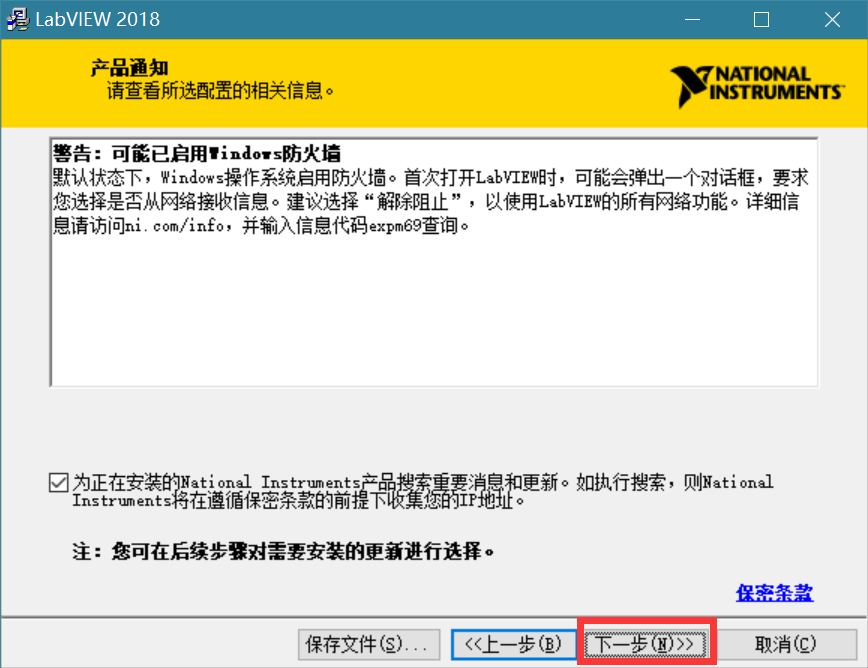 LabVIEW 2018
产品通知
请查看所选配置的相关信息。
NATIONAL
INSTRUMENTS
警告：可能已启用Windows防火墙
默认状态下，Windows操作系统启用防火墙。首次打开LabVIEW时，可能会弹出一个对话框，要求
您选择是否从网络接收信息。建议选择“解除阻止”，以使用LabVIEW的所有网络功能。详细信
息请访问ni.com/info，并输入信息代码expm69查询。
为正在安装的National Instruments产品搜索重要消息和更新。如执行搜索，则National
Instruments将在遵循保密条款的前提下收集您的IP地址。
注：您可在后续步骤对需要安装的更新进行选择。
保密条款
保存文件(S)... <<上一步(B) 下一步(N)>> 取消(C)